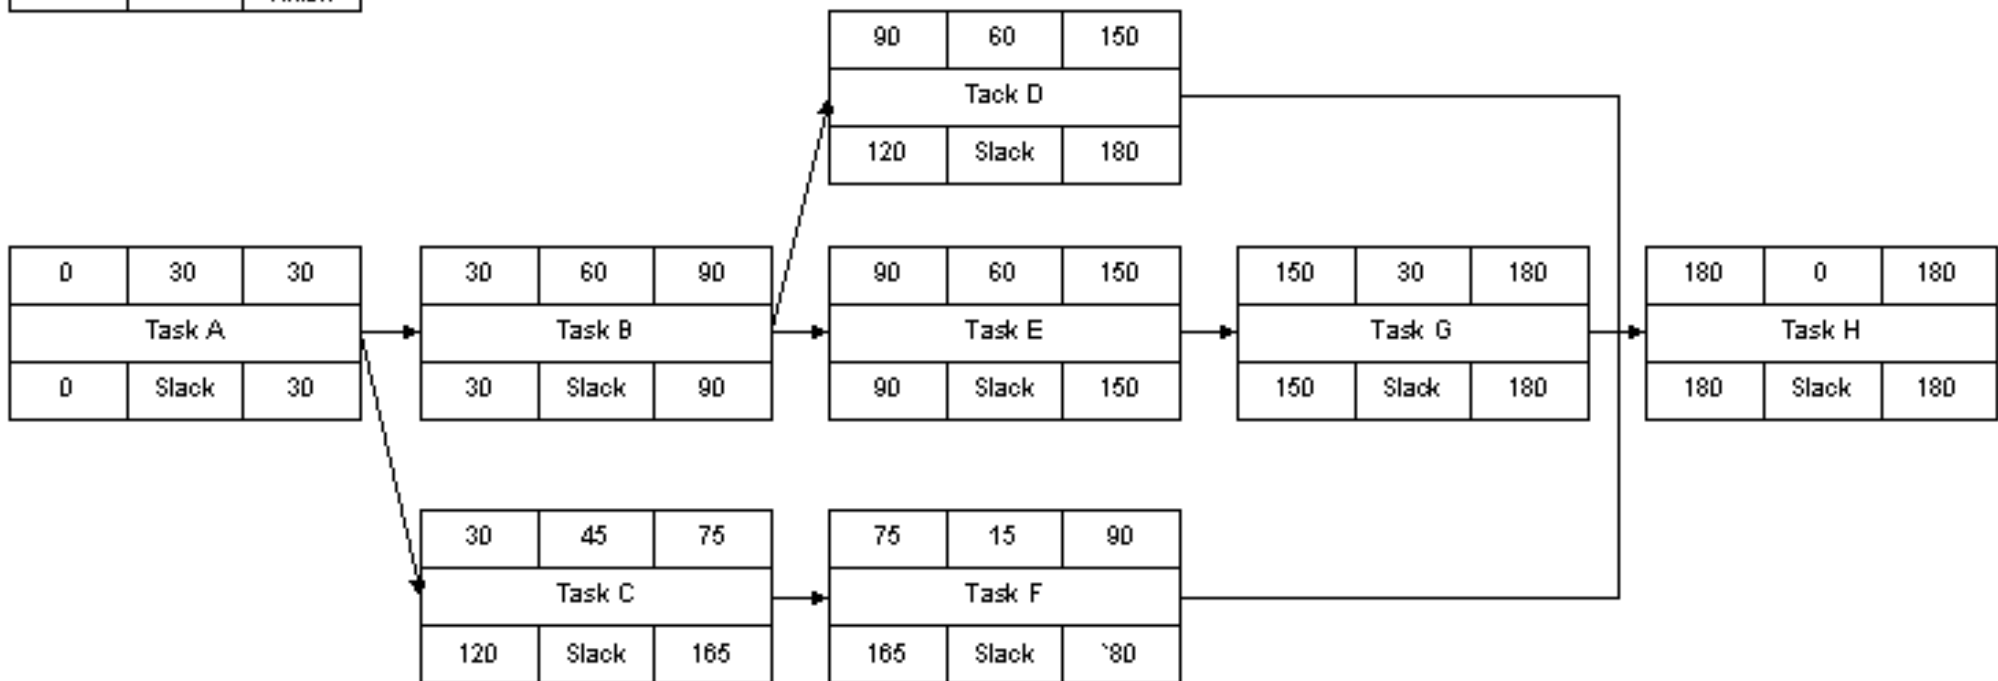 90 60 150
Tack D
120 Slack 180
0 30 30
Task A
0 Slack 30
30 60 90
Task B
30 Slack 90
90 60 150
Task E
90 Slack 150
150 30 180
Task G
150 Slack 180
180 0 180
Task H
180 Slack 180
30 45 75
Task C
120 Slack 165
75 15 90
Task F
165 Slack `80